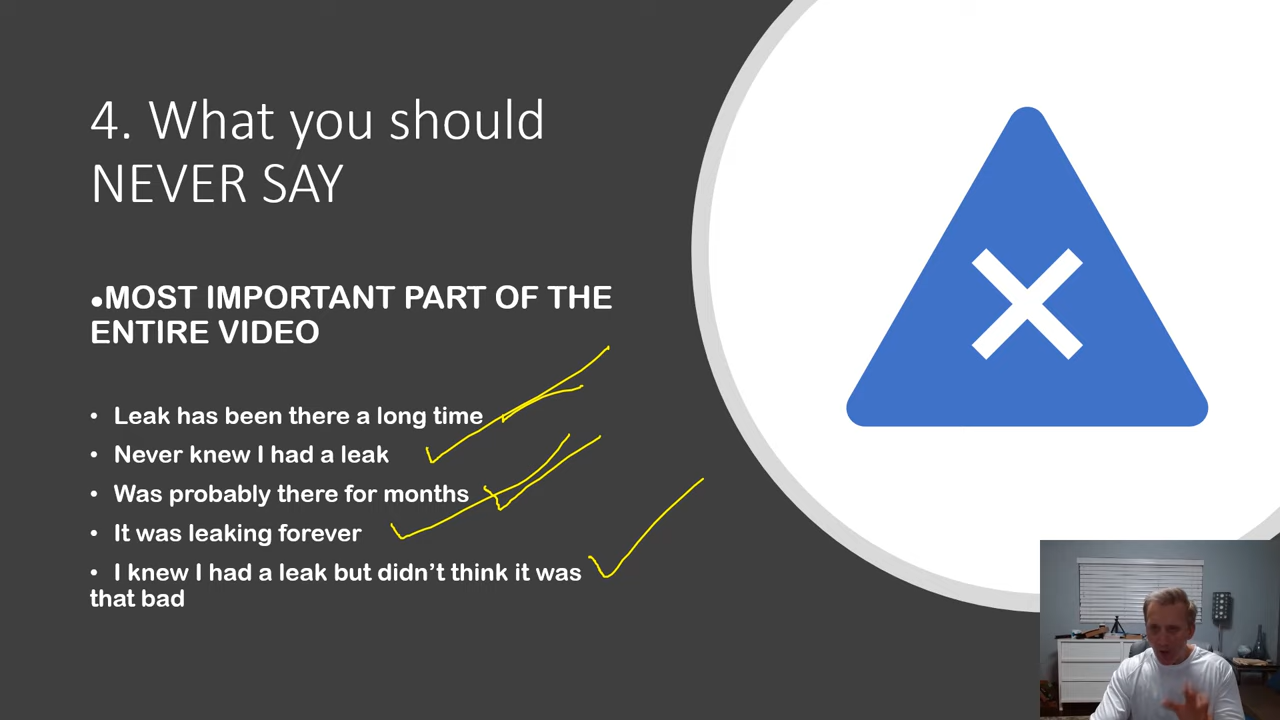 4. What you should
NEVER SAY
•MOST IMPORTANT PART OF THE
ENTIRE VIDEO
• Leak has been there a long time
• Never knew I had a leak
• Was probably there for months
• It was leaking forever
• I knew I had a leak but didn’t think it was
that bad